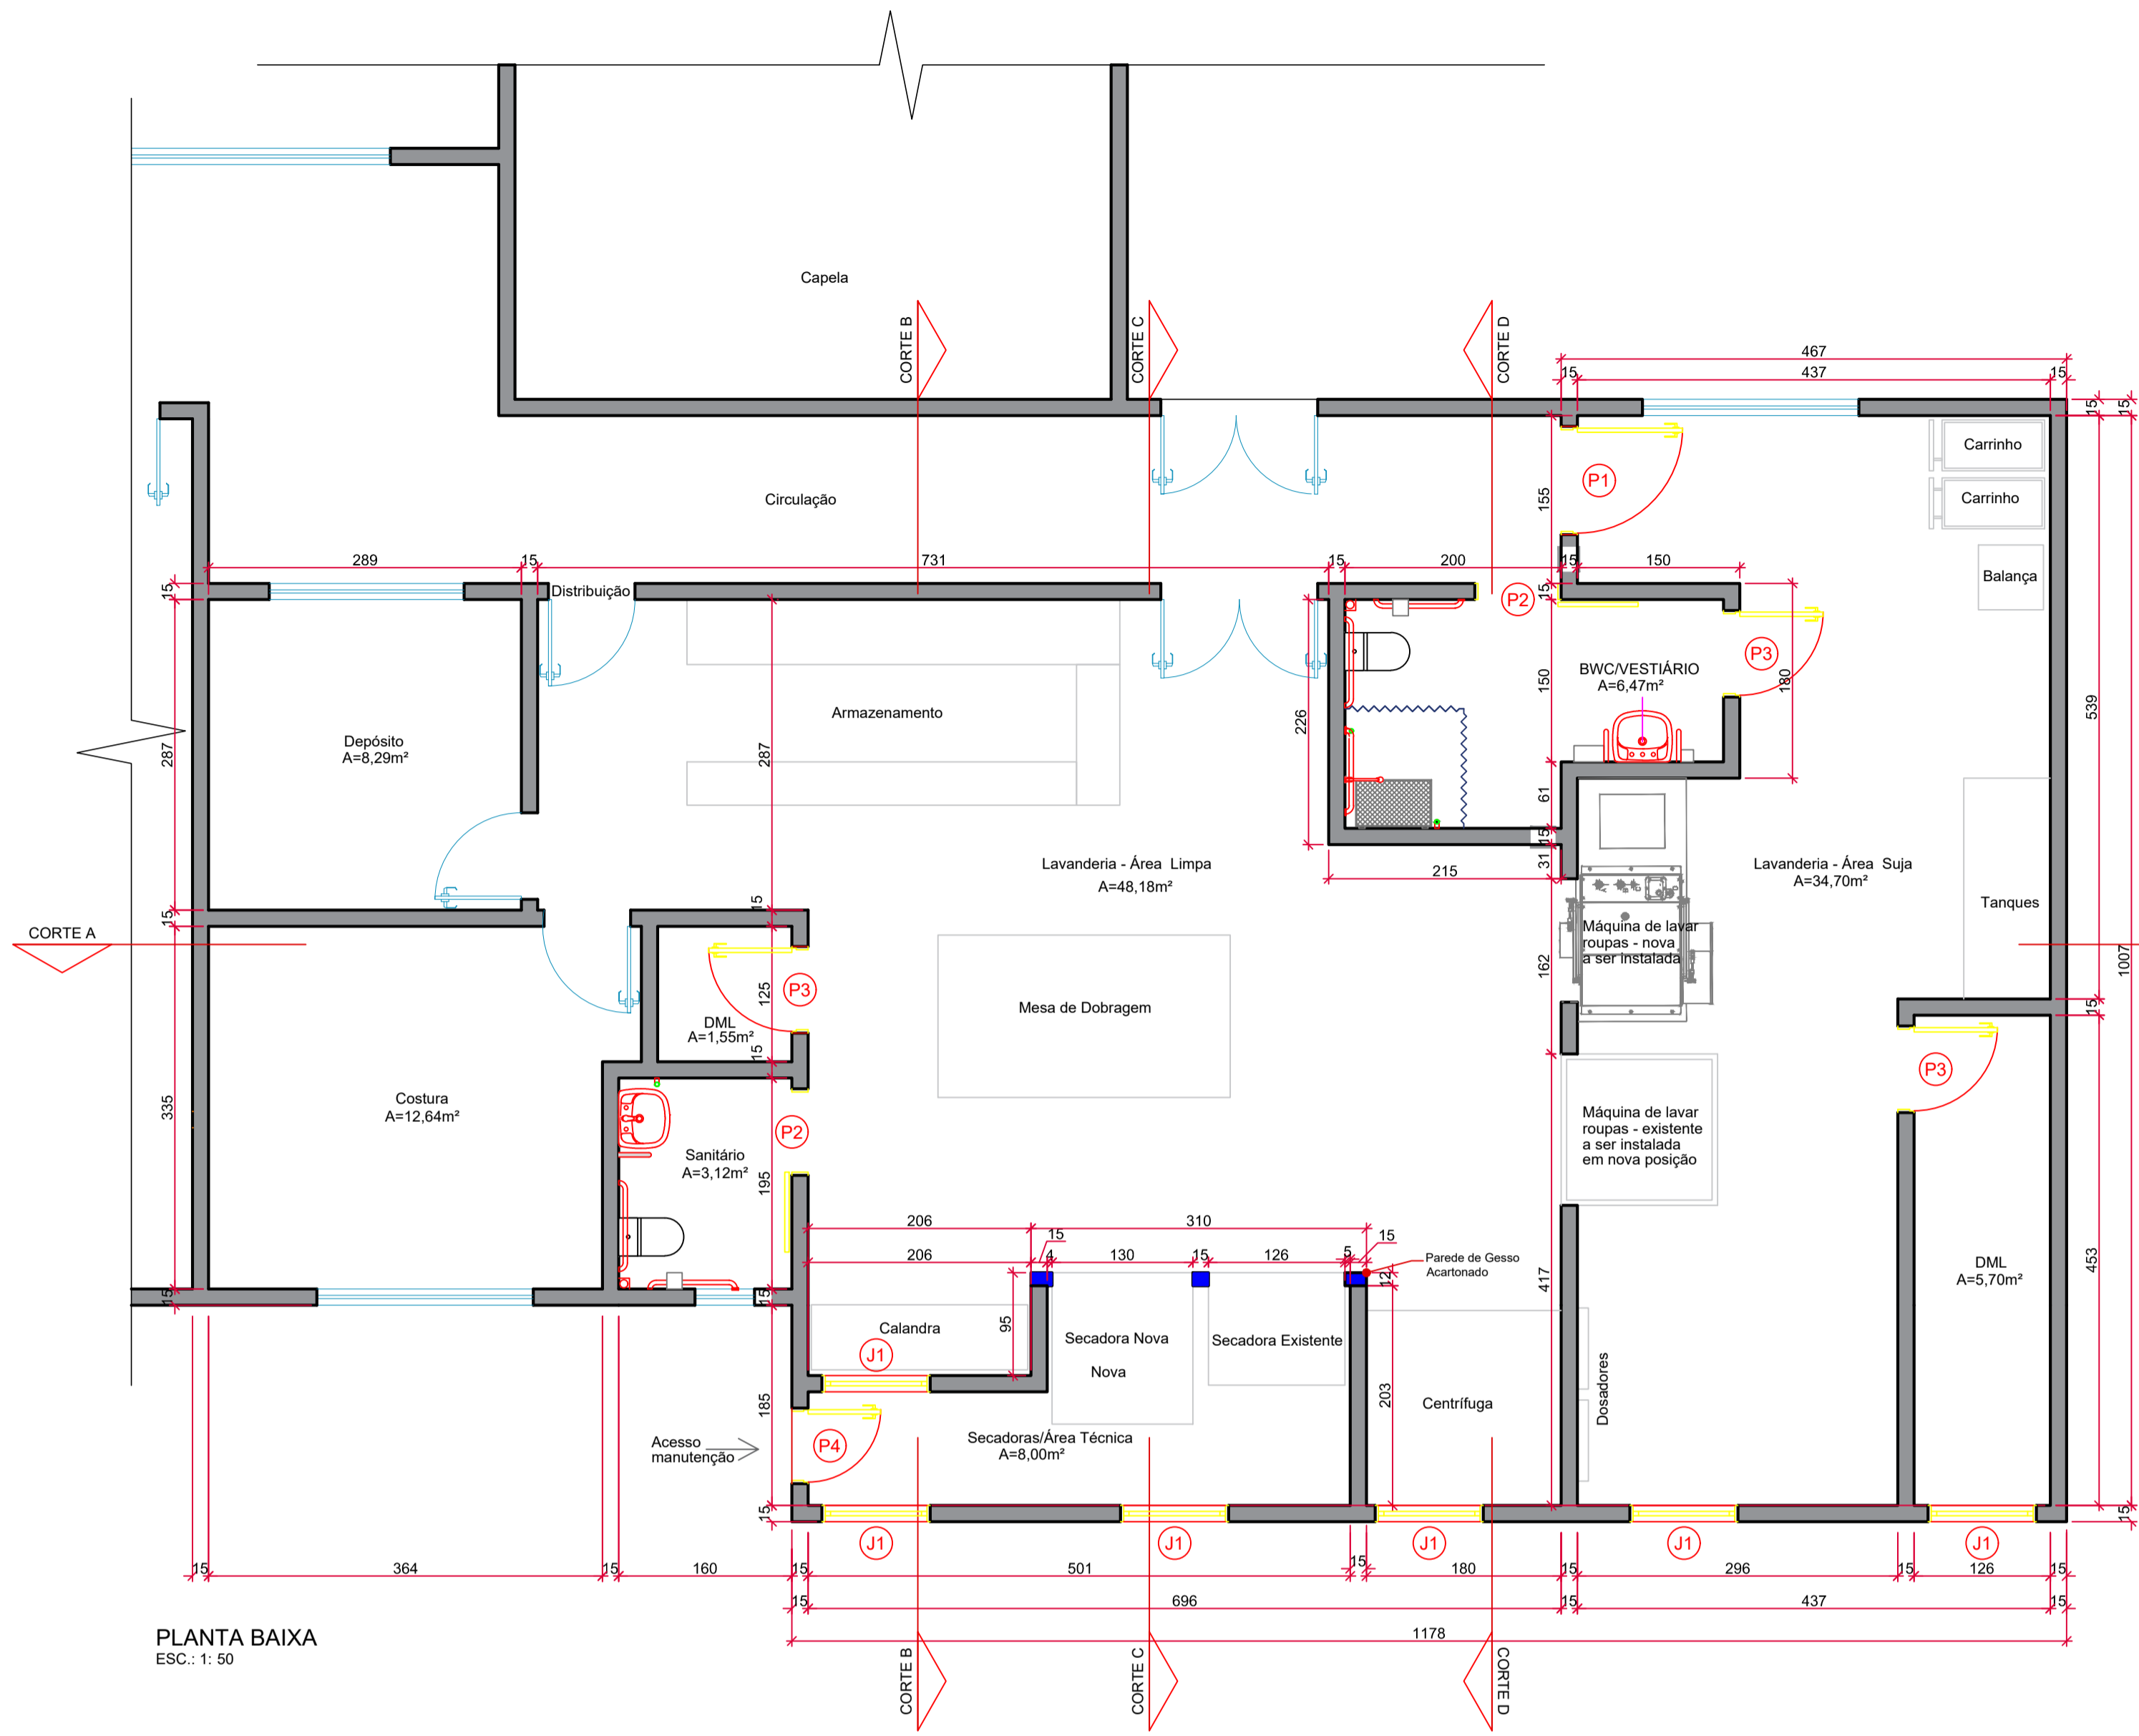 Capela
CORTE B
CORTE C
CORTE D
467
15
437
15
15
15
Carrinho
P1
Carrinho
Circulação
155
289
15
731
15
200
15
150
15
Distribuição
P2
15
Balança
P3
BWC/VESTIÁRIO
A=6,47m²
150
180
539
Armazenamento
226
Depósito
A=8,29m²
287
287
61
15
31
Lavanderia - Área Limpa
A=48,18m²
215
Lavanderia - Área Suja
A=34,70m²
Tanques
15
15
CORTE A
Máquina de lavar
roupas - nova
a ser instalada
162
1007
P3
125
Mesa de Dobragem
DML
A=1,55m²
15
15
P3
Costura
A=12,64m²
335
P2
Máquina de lavar
roupas - existente
a ser instalada
em nova posição
Sanitário
A=3,12m²
195
206
310
15
15
206
4
130
15
126
5
Parede de Gesso
Acartonado
12
DML
A=5,70m²
453
417
15
15
Calandra
95
J1
Secadora Nova
Nova
Secadora Existente
203
Centrífuga
Dosadores
185
Acesso
manutenção
P4
Secadoras/Área Técnica
A=8,00m²
15
15
J1
J1
J1
J1
J1
15
364
15
160
15
501
15
180
15
296
15
126
15
15
696
15
437
15
1178
PLANTA BAIXA
ESC.: 1: 50
CORTE B
CORTE C
CORTE D